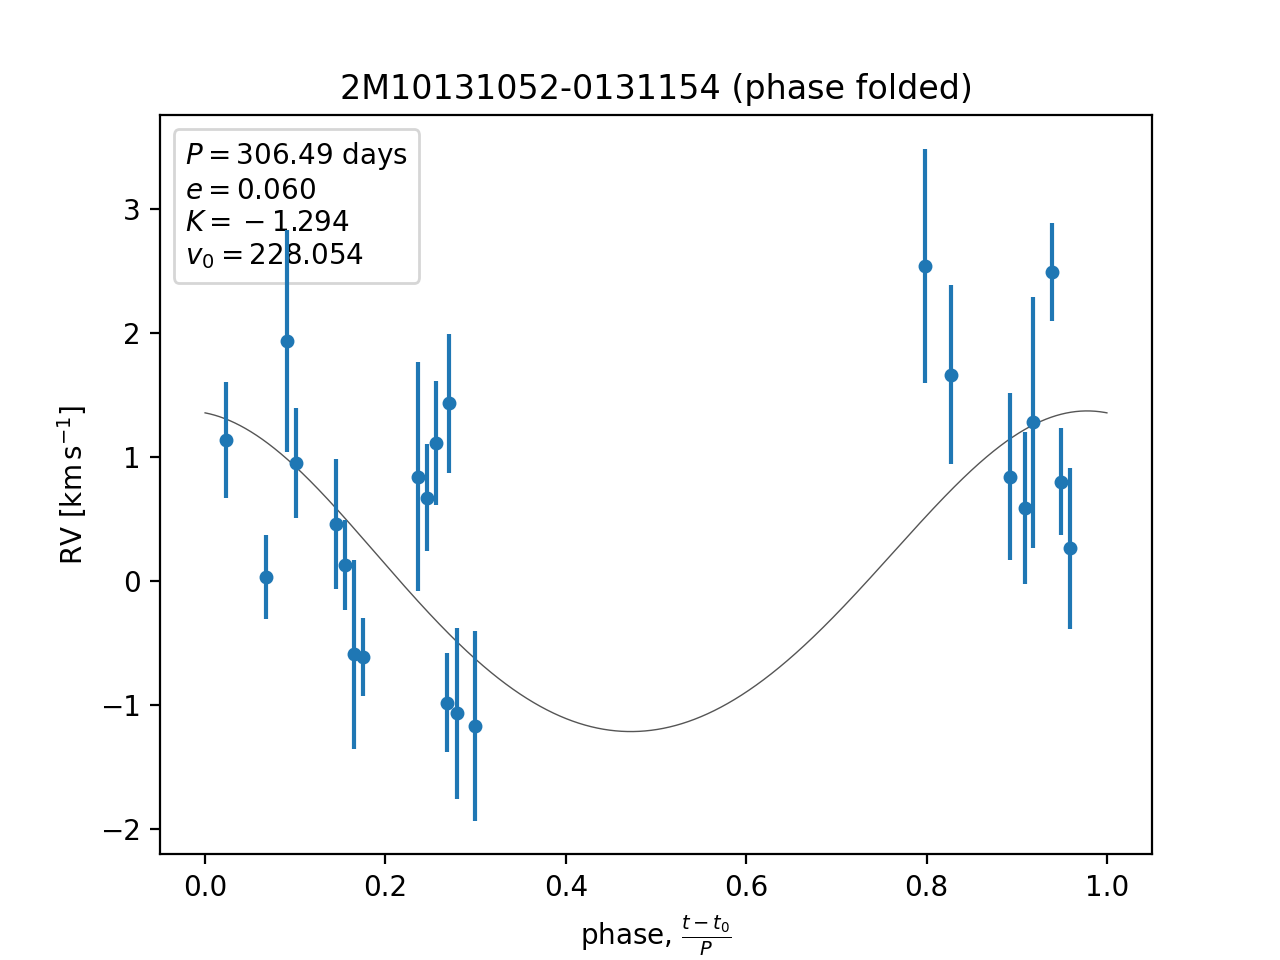 2M10131052-0131154 (phase folded)
P = 306.49 days
e = 0.060
K = −1.294
v₀ = 228.054
RV [km s⁻¹]
3
2
1
0
−1
−2
0.0 0.2 0.4 0.6 0.8 1.0
phase, (t − t₀)/P